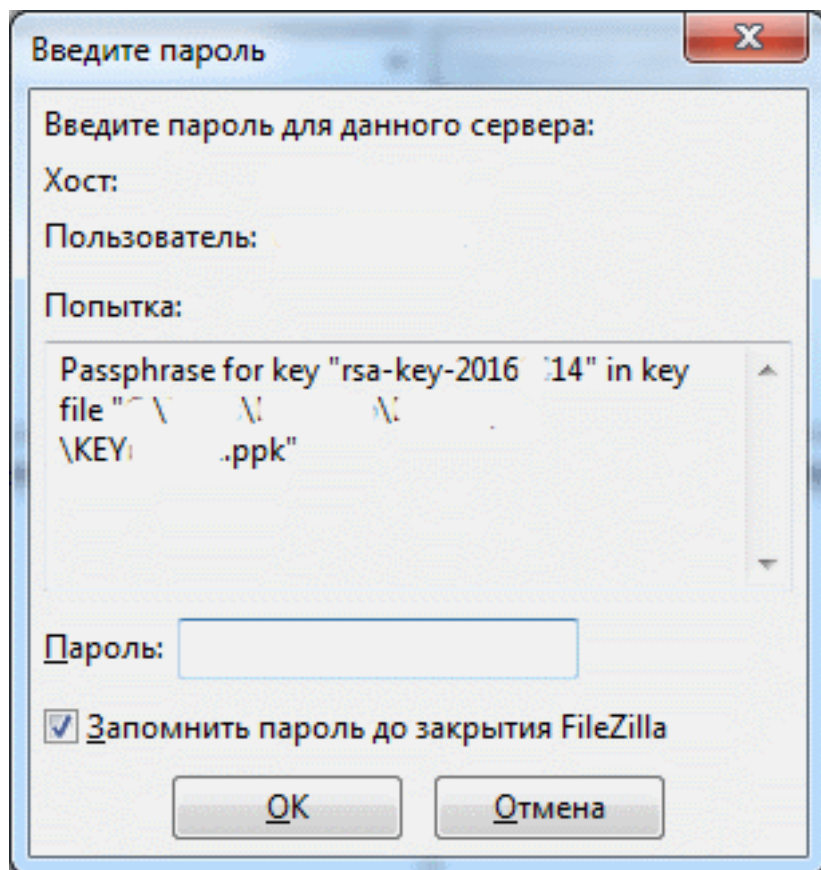 Введите пароль
Введите пароль для данного сервера:
Хост:
Пользователь:
Попытка:
Passphrase for key "rsa-key-2016 14" in key
file " \ \ \
\KEY .ppk"
Пароль:
Запомнить пароль до закрытия FileZilla
OK Отмена